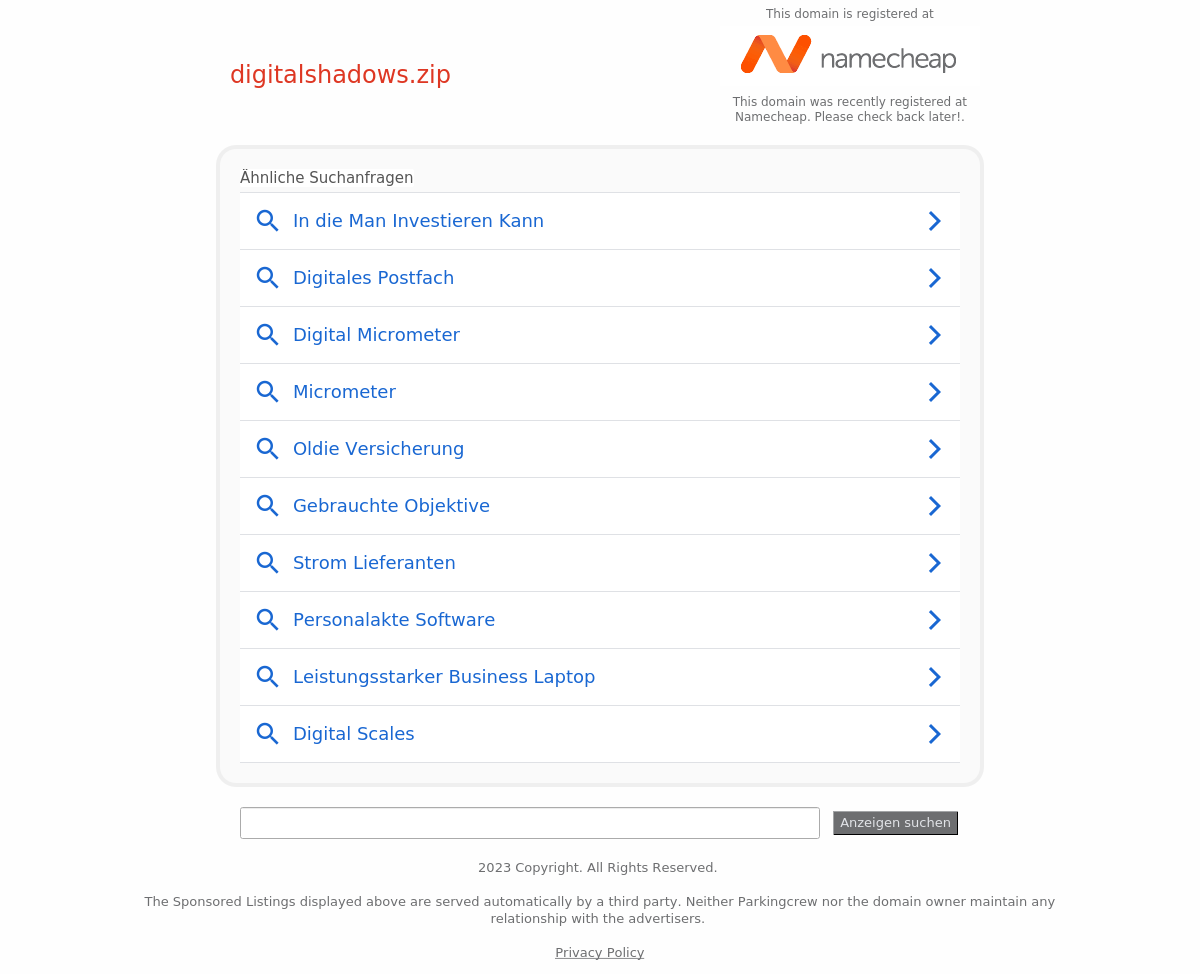 This domain is registered at
namecheap
digitalshadows.zip
This domain was recently registered at
Namecheap. Please check back later!.
Ähnliche Suchanfragen
In die Man Investieren Kann
Digitales Postfach
Digital Micrometer
Micrometer
Oldie Versicherung
Gebrauchte Objektive
Strom Lieferanten
Personalakte Software
Leistungsstarker Business Laptop
Digital Scales
Anzeigen suchen
2023 Copyright. All Rights Reserved.
The Sponsored Listings displayed above are served automatically by a third party. Neither Parkingcrew nor the domain owner maintain any
relationship with the advertisers.
Privacy Policy